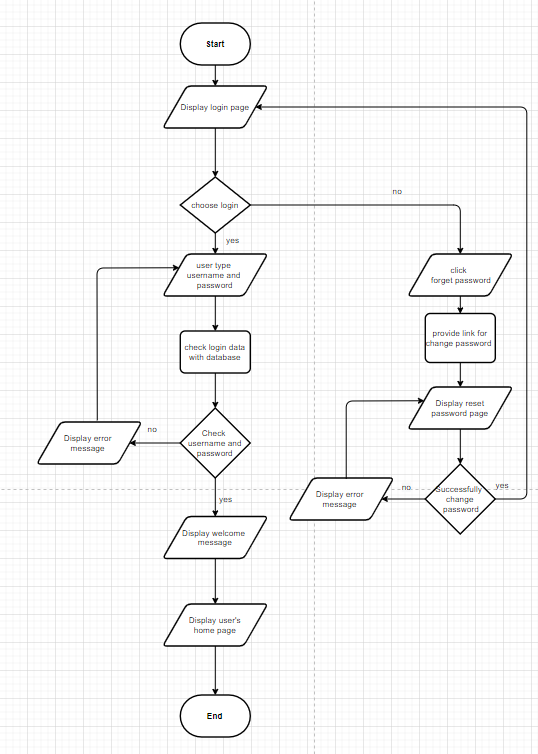 Start
Display login page
no
choose login
yes
user type
username and
password
click
forget password
check login data
with database
provide link for
change password
Display reset
password page
no
Check
username and
password
Display error
message
yes
no
Successfully
change
password
yes
Display error
message
Display welcome
message
Display user's
home page
End